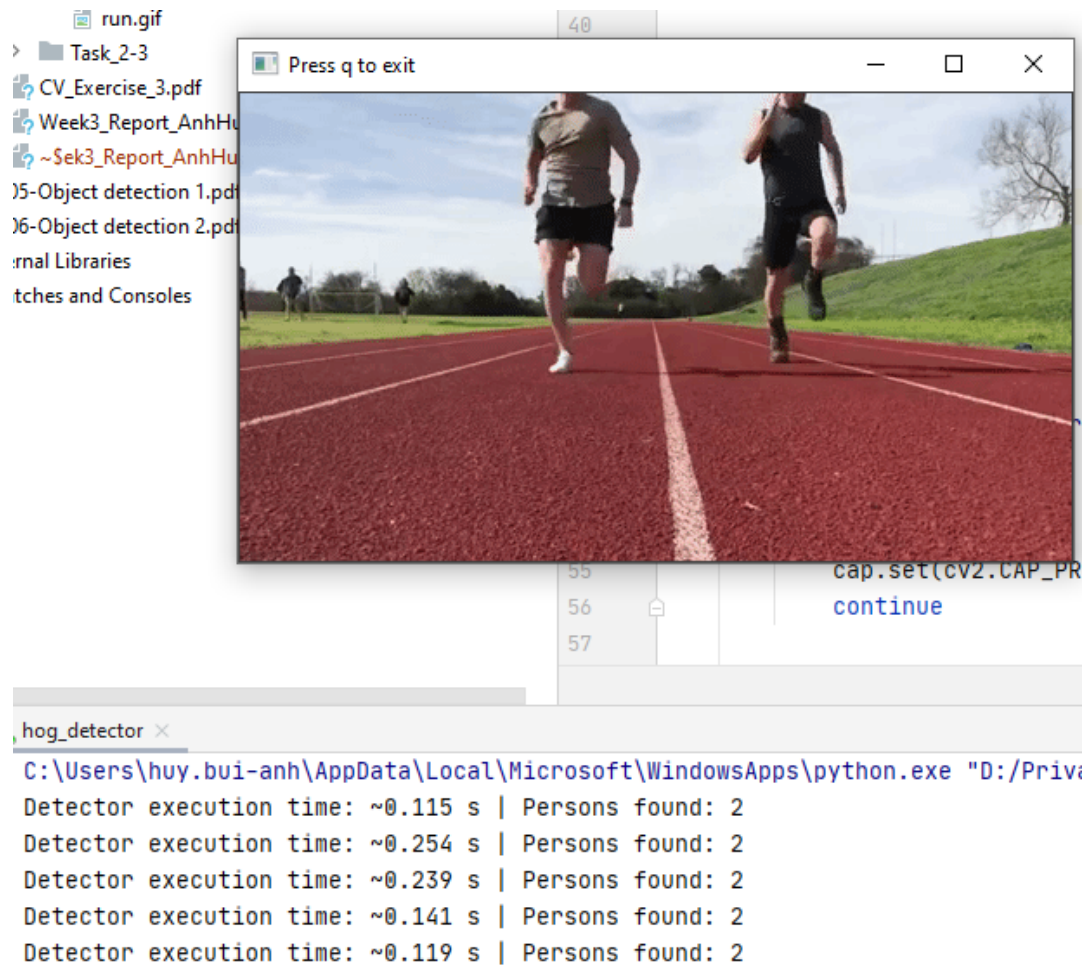 run.gif
40
Task_2-3
Press q to exit
CV_Exercise_3.pdf
Week3_Report_AnhHu
~$ek3_Report_AnhHu
05-Object detection 1.pdf
06-Object detection 2.pdf
ernal Libraries
atches and Consoles
55 cap.set(cv2.CAP_PR
56 continue
57
hog_detector
C:\Users\huy.bui-anh\AppData\Local\Microsoft\WindowsApps\python.exe "D:/Priva
Detector execution time: ~0.115 s | Persons found: 2
Detector execution time: ~0.254 s | Persons found: 2
Detector execution time: ~0.239 s | Persons found: 2
Detector execution time: ~0.141 s | Persons found: 2
Detector execution time: ~0.119 s | Persons found: 2